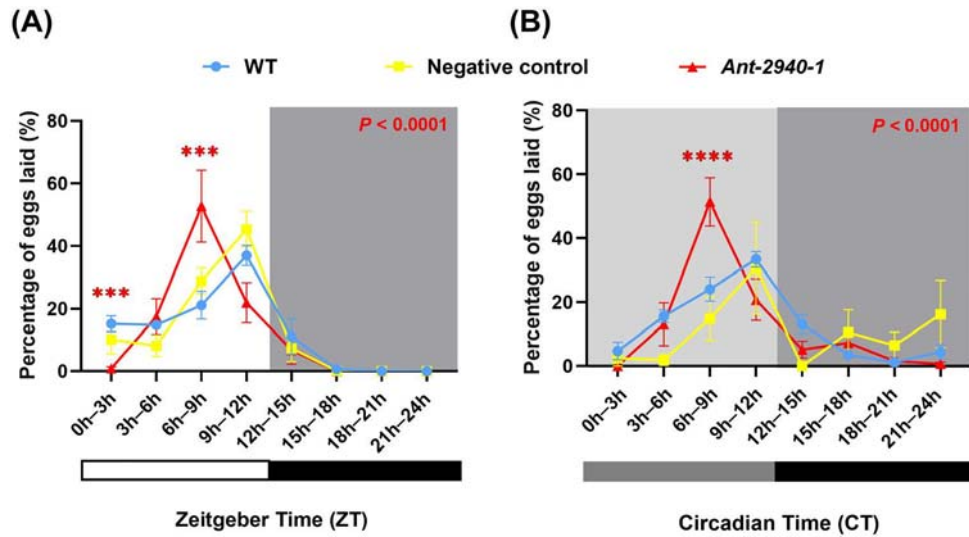 (A)
(B)
WT
Negative control
Ant-2940-1
Percentage of eggs laid (%)
80
60
40
20
0
***
***
P < 0.0001
0h–3h
3h–6h
6h–9h
9h–12h
12h–15h
15h–18h
18h–21h
21h–24h
Zeitgeber Time (ZT)
Percentage of eggs laid (%)
80
60
40
20
0
****
P < 0.0001
0h–3h
3h–6h
6h–9h
9h–12h
12h–15h
15h–18h
18h–21h
21h–24h
Circadian Time (CT)